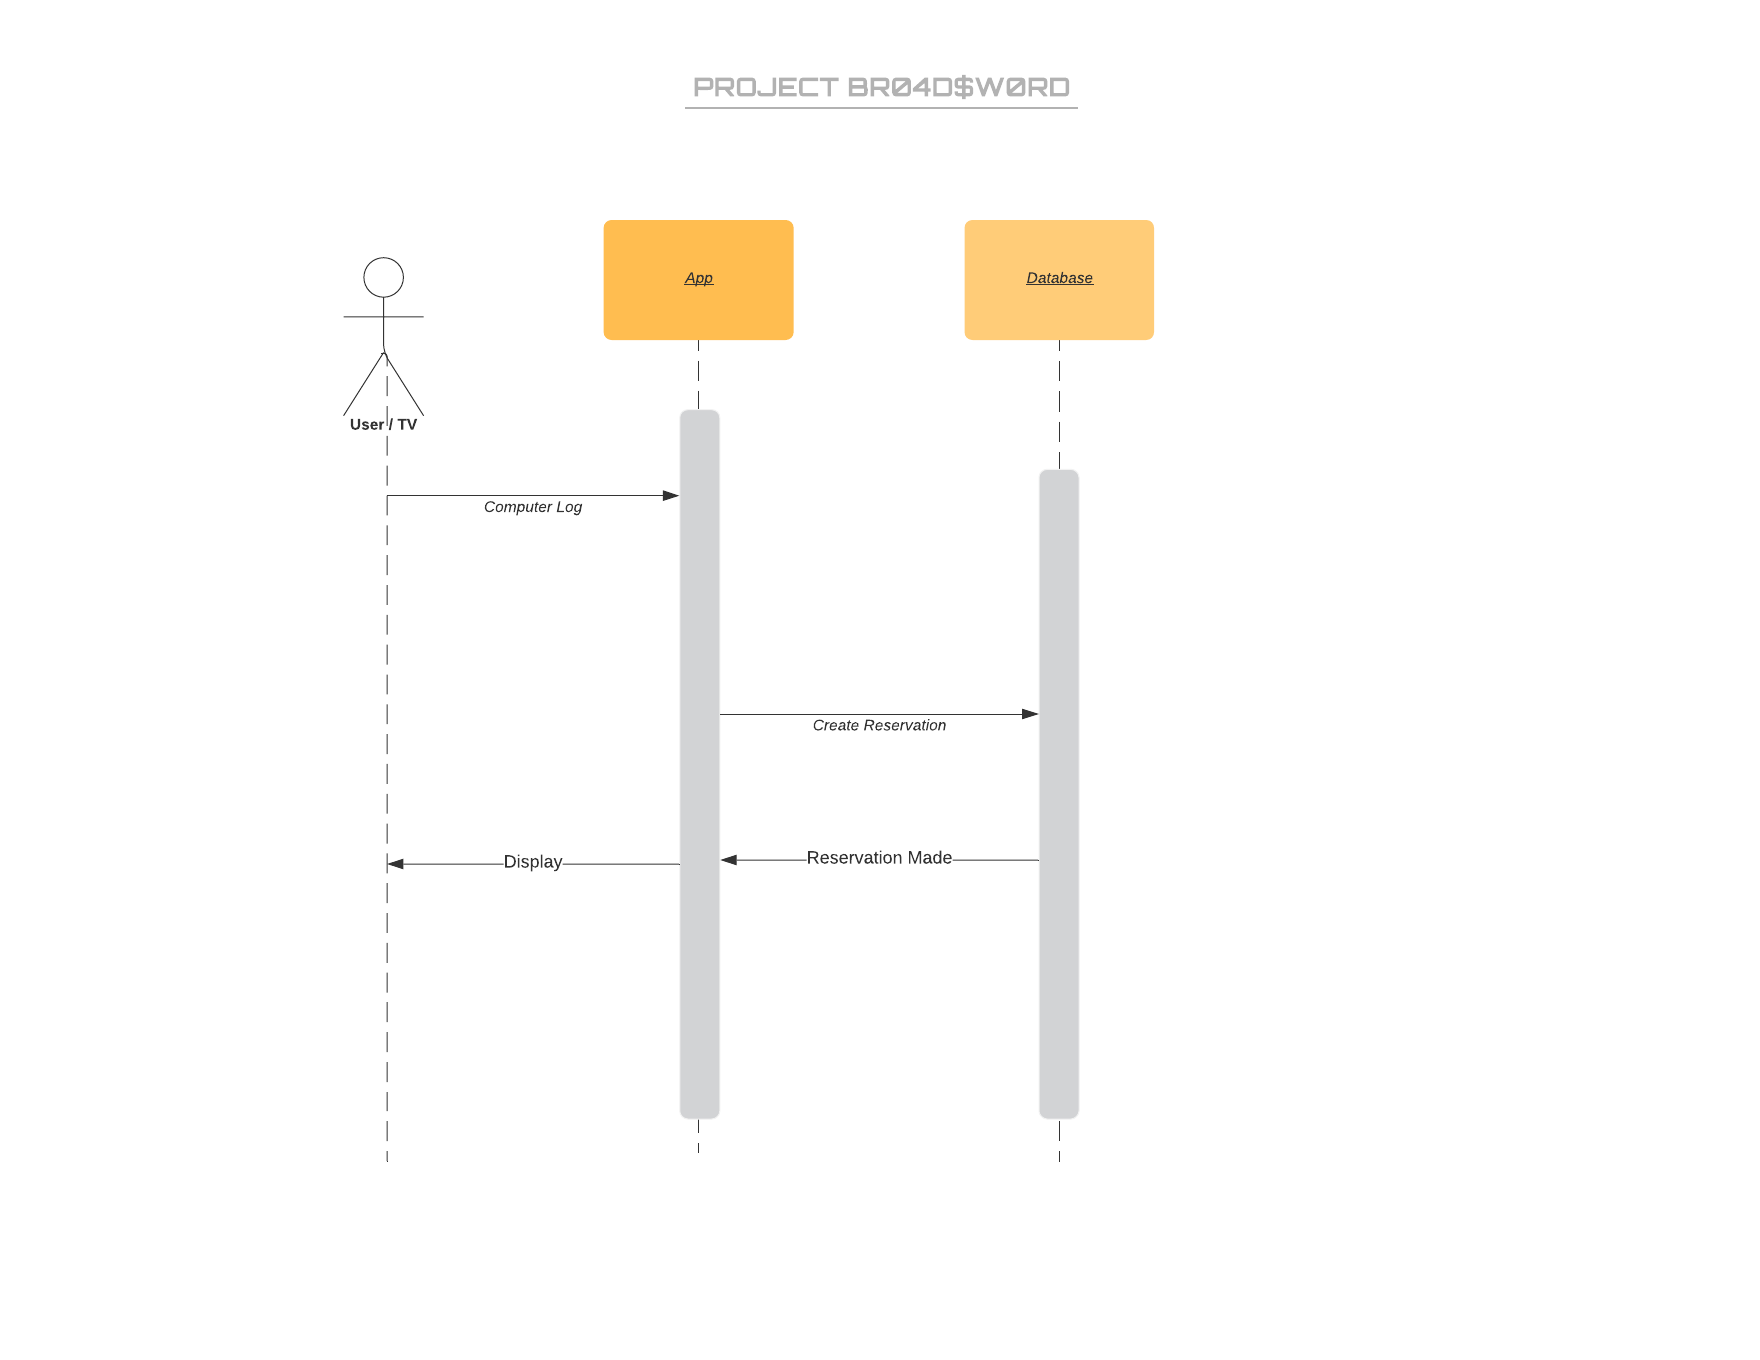 PROJECT BR04D$W0RD
App
Database
User / TV
Computer Log
Create Reservation
Display
Reservation Made